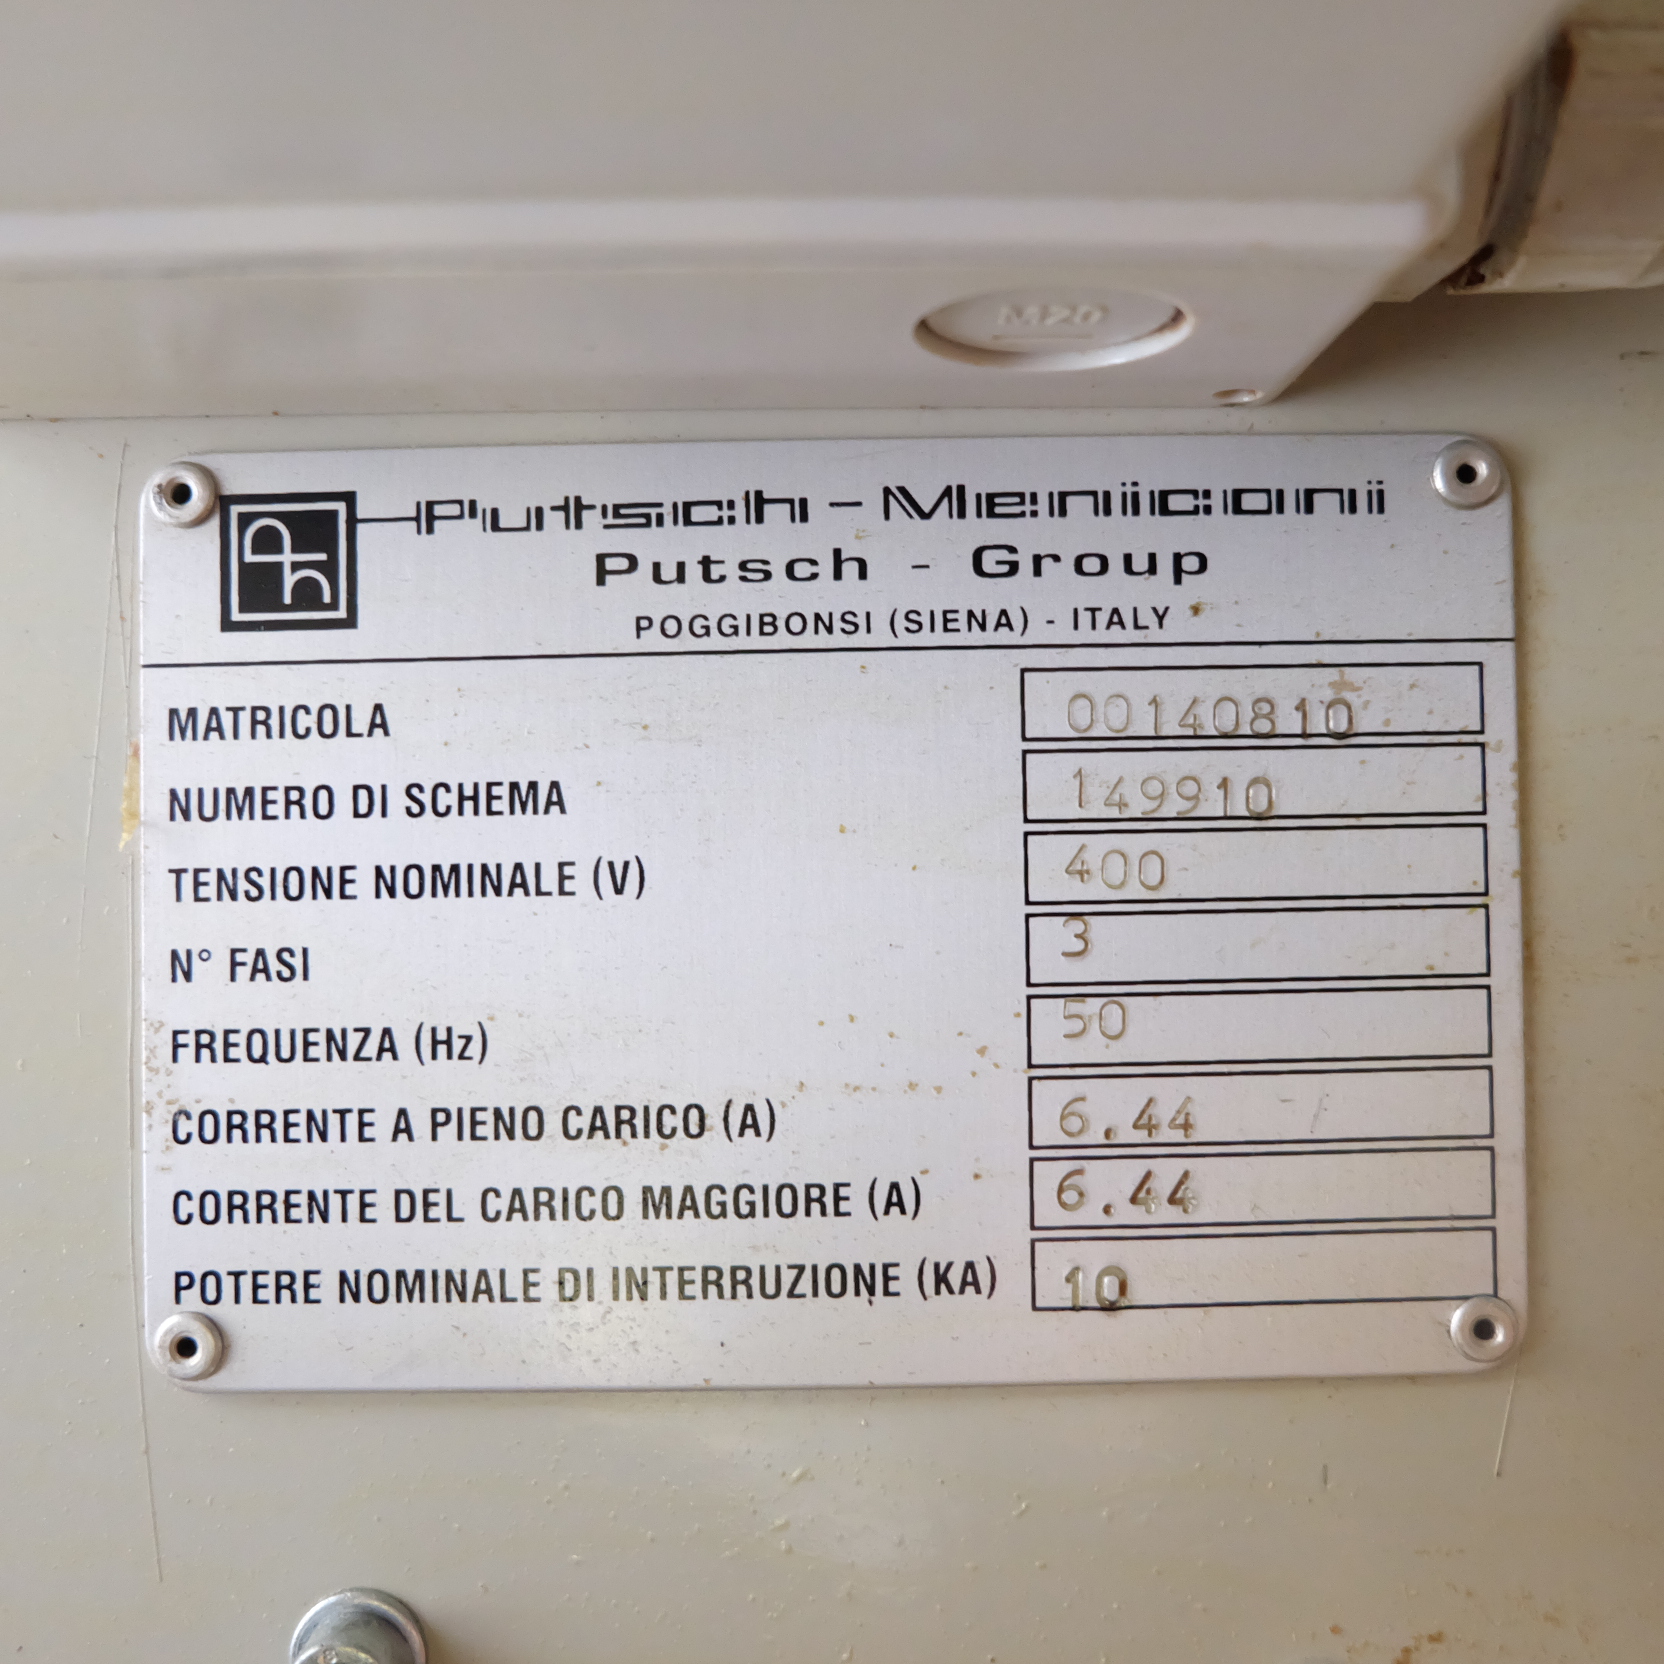 M20
Putsch - Meniconi
Putsch - Group
POGGIBONSI (SIENA) - ITALY
MATRICOLA 00140810
NUMERO DI SCHEMA 149910
TENSIONE NOMINALE (V) 400
N° FASI 3
FREQUENZA (Hz) 50
CORRENTE A PIENO CARICO (A) 6.44
CORRENTE DEL CARICO MAGGIORE (A) 6.44
POTERE NOMINALE DI INTERRUZIONE (KA) 10